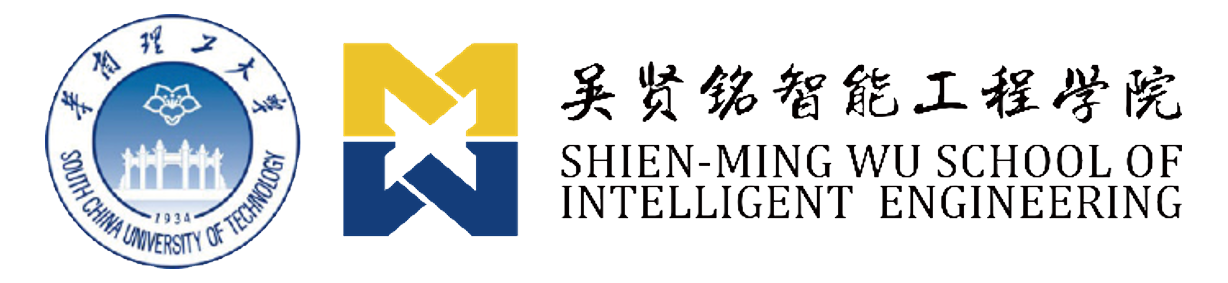 华南理工大学
1934
SOUTH CHINA UNIVERSITY OF TECHNOLOGY
吴贤铭智能工程学院
SHIEN-MING WU SCHOOL OF
INTELLIGENT ENGINEERING